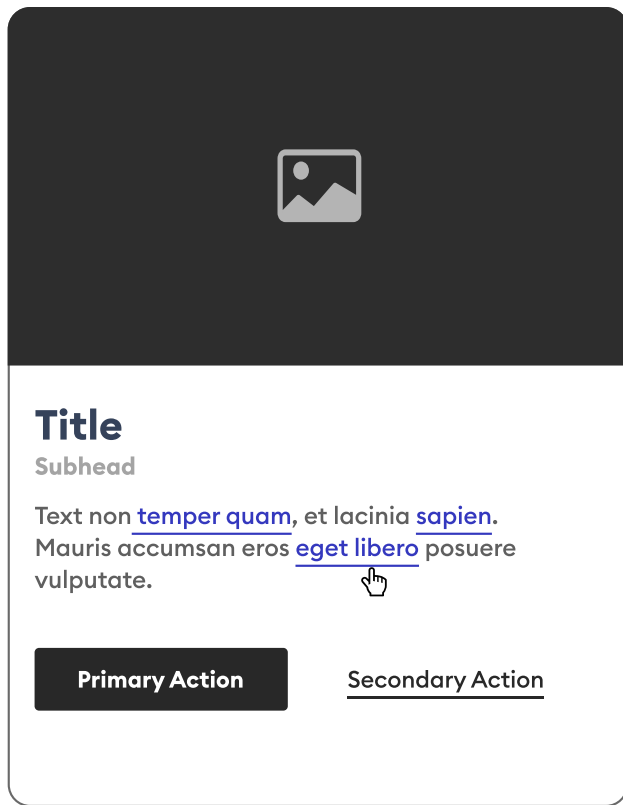 Title
Subhead
Text non temper quam, et lacinia sapien.
Mauris accumsan eros eget libero posuere
vulputate.
Primary Action Secondary Action